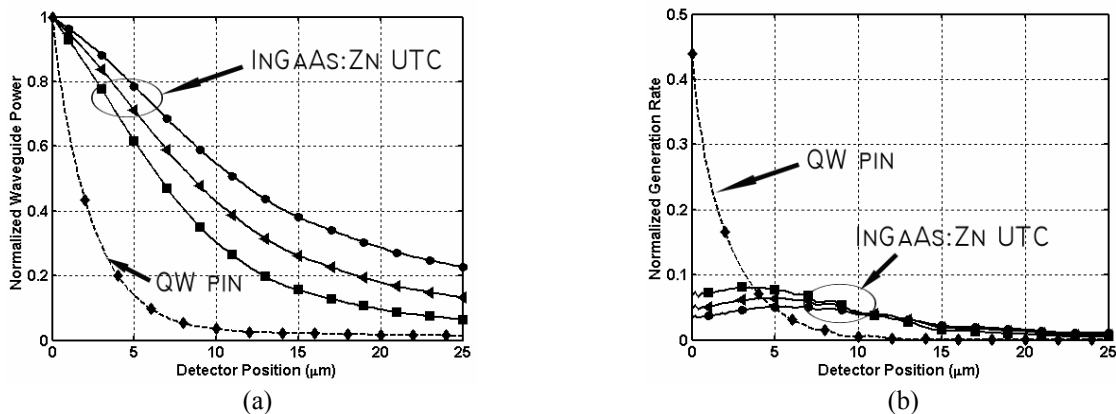 1
0.8
0.6
0.4
0.2
0
0 5 10 15 20 25
Normalized Waveguide Power
Detector Position (μm)
INGAAS:ZN UTC
QW PIN
(a)
0.5
0.4
0.3
0.2
0.1
0
0 5 10 15 20 25
Normalized Generation Rate
Detector Position (μm)
QW PIN
INGAAS:ZN UTC
(b)